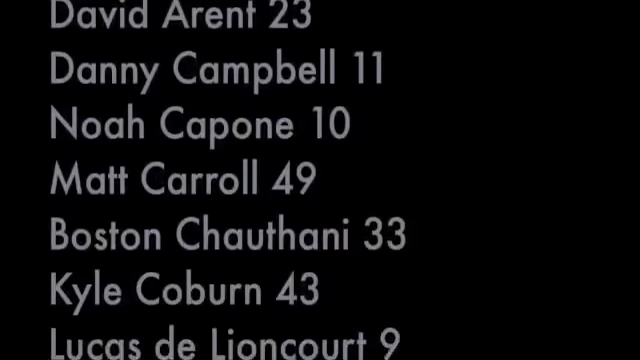 David Arent 23
Danny Campbell 11
Noah Capone 10
Matt Carroll 49
Boston Chauthani 33
Kyle Coburn 43
Lucas de Lioncourt 9